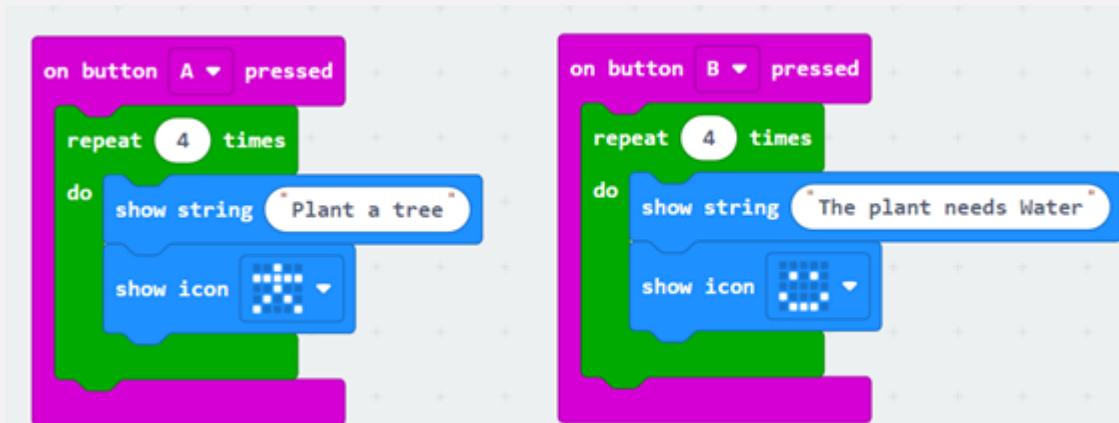 on button A pressed
repeat 4 times
do
show string "Plant a tree"
show icon
on button B pressed
repeat 4 times
do
show string "The plant needs Water"
show icon